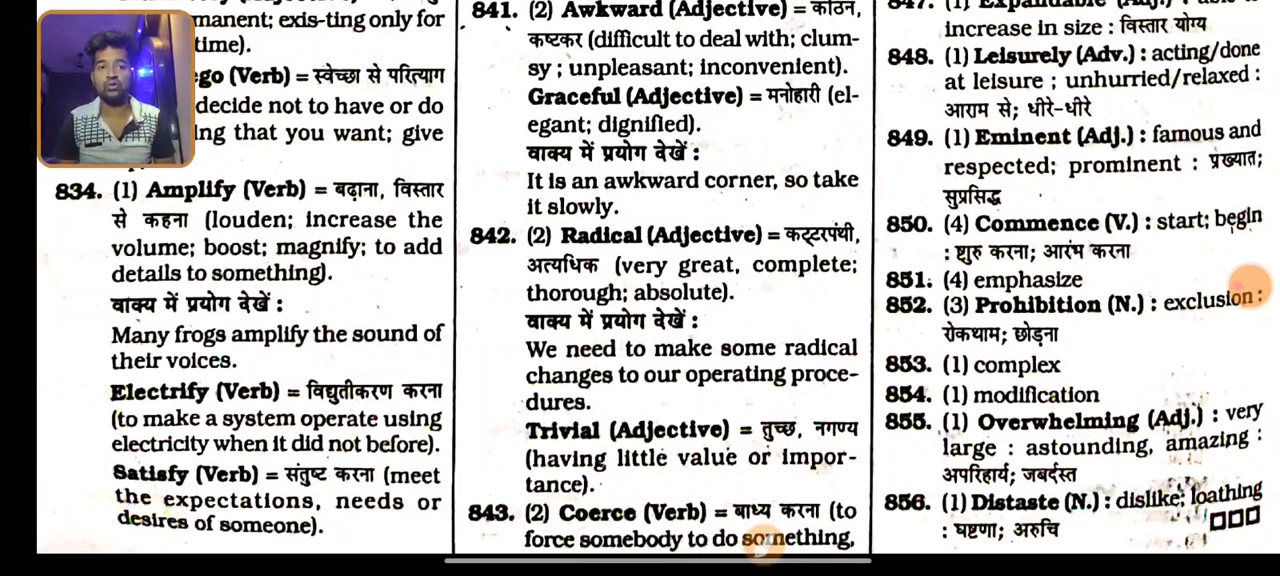 manent; exis-ting only for
time).
go (Verb) = स्वेच्छा से परित्याग
decide not to have or do
ing that you want; give
834. (1) Amplify (Verb) = बढ़ाना, विस्तार
से कहना (louden; increase the
volume; boost; magnify; to add
details to something).
वाक्य में प्रयोग देखें :
Many frogs amplify the sound of
their voices.
Electrify (Verb) = विद्युतीकरण करना
(to make a system operate using
electricity when it did not before).
Satisfy (Verb) = संतुष्ट करना (meet
the expectations, needs or
desires of someone).
841. (2) Awkward (Adjective) = कठिन,
कष्टकर (difficult to deal with; clum-
sy ; unpleasant; inconvenient).
Graceful (Adjective) = मनोहारी (el-
egant; dignified).
वाक्य में प्रयोग देखें :
It is an awkward corner, so take
it slowly.
842. (2) Radical (Adjective) = कट्टरपंथी,
अत्यधिक (very great, complete;
thorough; absolute).
वाक्य में प्रयोग देखें :
We need to make some radical
changes to our operating proce-
dures.
Trivial (Adjective) = तुच्छ, नगण्य
(having little value or impor-
tance).
843. (2) Coerce (Verb) = बाध्य करना (to
force somebody to do something,
847. (1) Expandable (Adj.) : able to
increase in size : विस्तार योग्य
848. (1) Leisurely (Adv.) : acting/done
at leisure ; unhurried/relaxed :
आराम से; धीरे-धीरे
849. (1) Eminent (Adj.) : famous and
respected; prominent : प्रख्यात;
सुप्रसिद्ध
850. (4) Commence (V.) : start; begin
: शुरु करना; आरंभ करना
851. (4) emphasize
852. (3) Prohibition (N.) : exclusion :
रोकथाम; छोड़ना
853. (1) complex
854. (1) modification
855. (1) Overwhelming (Adj.) : very
large : astounding, amazing :
अपरिहार्य; जबर्दस्त
856. (1) Distaste (N.) : dislike; loathing
: घष्टणा; अरुचि